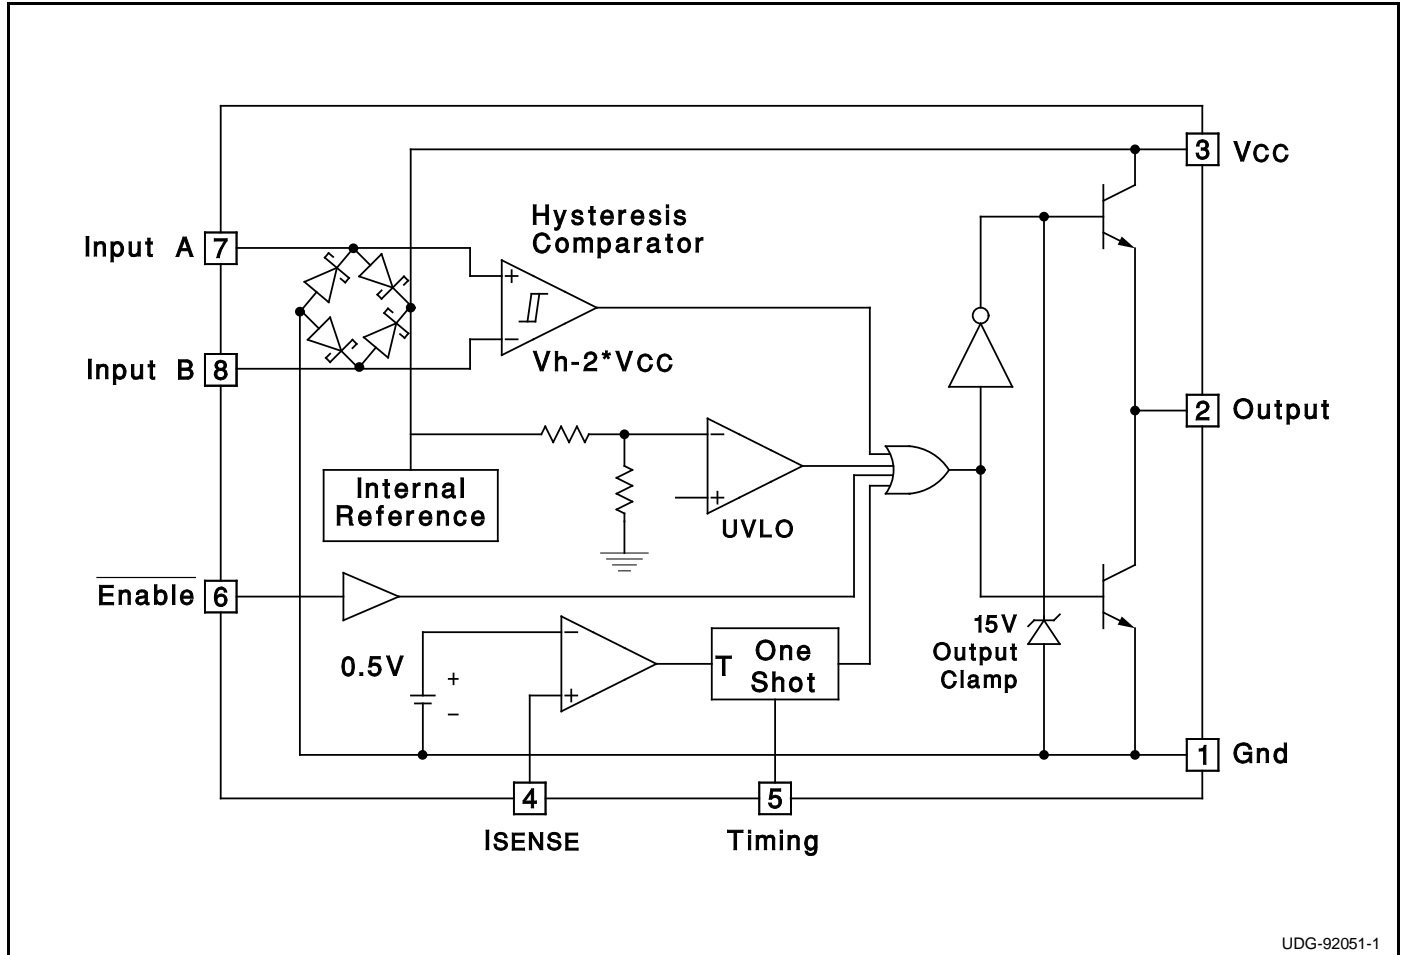 3 VCC
Hysteresis
Comparator
Input A 7
+
−
Input B 8
Vh-2*VCC
2 Output
−
+
Internal
Reference
UVLO
Enable 6
15V
Output
Clamp
−
+
0.5V
+
−
T One
Shot
1 Gnd
4
5
ISENSE
Timing
UDG-92051-1